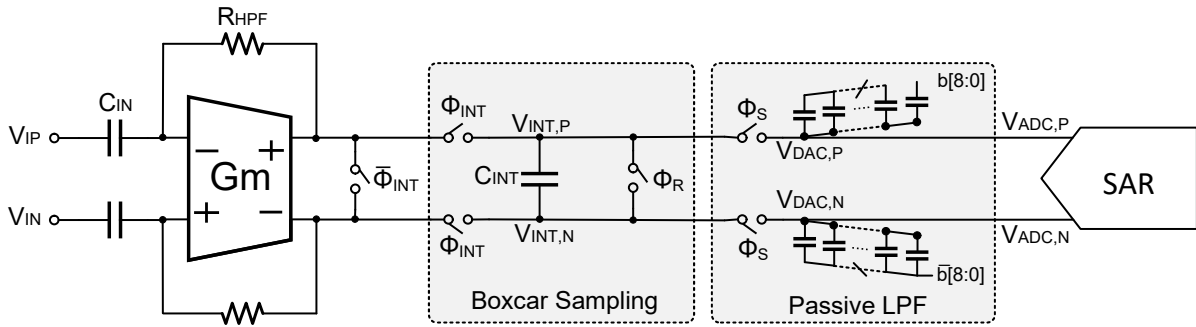 RHPF
CIN
VIP
VIN
− +
Gm
+ −
Φ̅INT
ΦINT
ΦINT
VINT,P
CINT
VINT,N
ΦR
Boxcar Sampling
ΦS
ΦS
b[8:0]
VDAC,P
VDAC,N
b̅[8:0]
Passive LPF
VADC,P
VADC,N
SAR